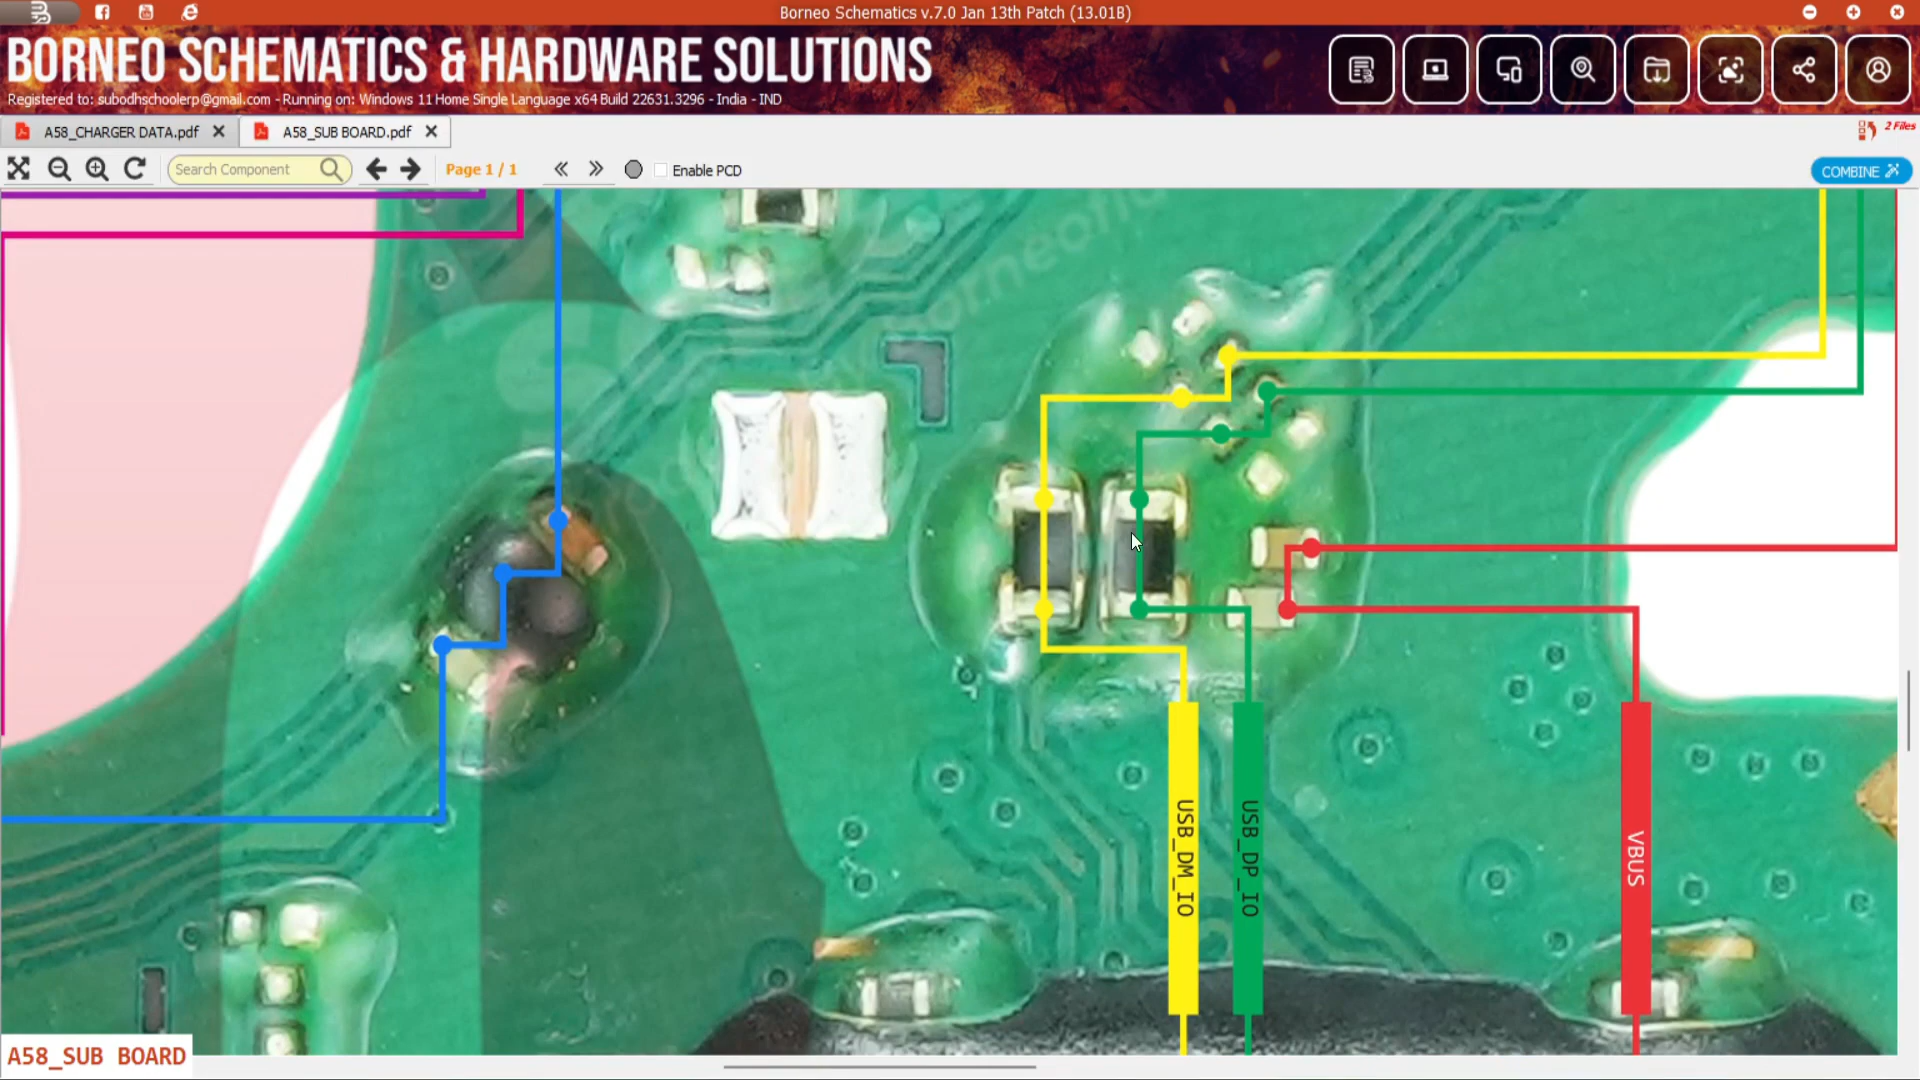 Borneo Schematics v.7.0 Jan 13th Patch (13.01B)
BORNEO SCHEMATICS & HARDWARE SOLUTIONS
Registered to: subodhschoolerp@gmail.com - Running on: Windows 11 Home Single Language x64 Build 22631.3296 - India - IND
A58_CHARGER DATA.pdf
A58_SUB BOARD.pdf
2 Files
Search Component
Page 1 / 1
Enable PCD
COMBINE
USB_DM_IO
USB_DP_IO
VBUS
A58_SUB BOARD